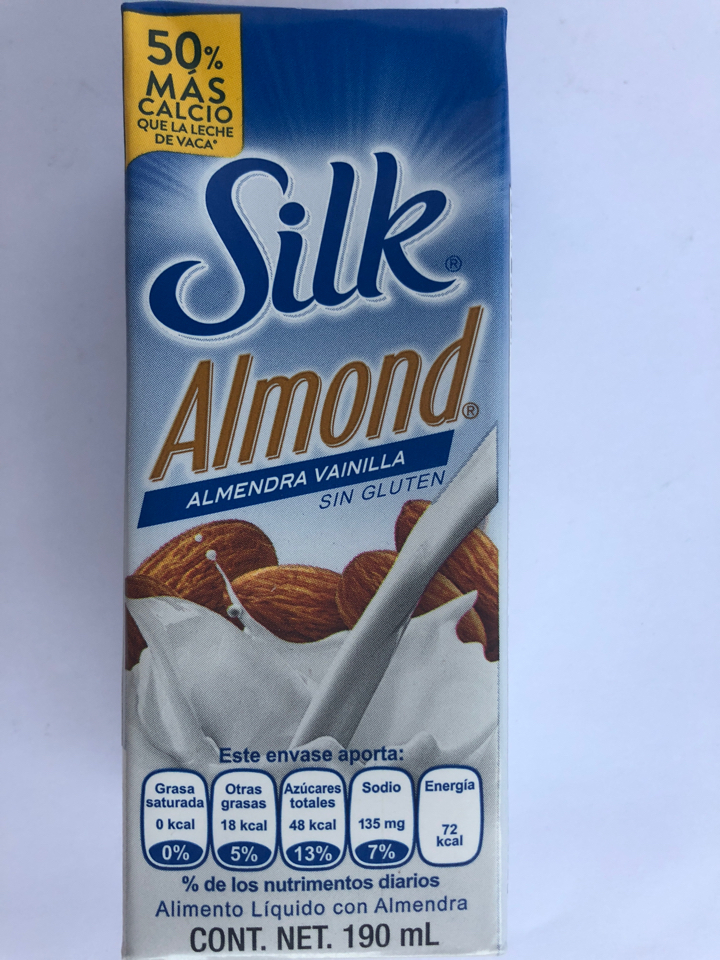 50%
MÁS
CALCIO
QUE LA LECHE
DE VACA*
Silk®
Almond®
ALMENDRA VAINILLA
SIN GLUTEN
Este envase aporta:
Grasa saturada 0 kcal 0%
Otras grasas 18 kcal 5%
Azúcares totales 48 kcal 13%
Sodio 135 mg 7%
Energía 72 kcal
% de los nutrimentos diarios
Alimento Líquido con Almendra
CONT. NET. 190 mL